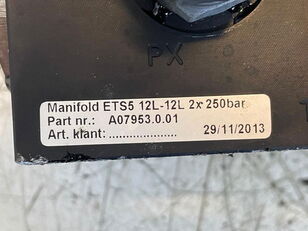 PX
Manifold ETS5 12L-12L 2x 250bar
Part nr.: A07953.0.01
Art. klant: ....................
29/11/2013